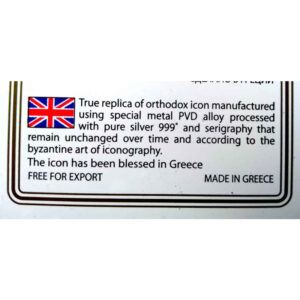 True replica of orthodox icon manufactured
using special metal PVD alloy processed
with pure silver 999° and serigraphy that
remain unchanged over time and according to the
byzantine art of iconography.
The icon has been blessed in Greece
FREE FOR EXPORT MADE IN GREECE